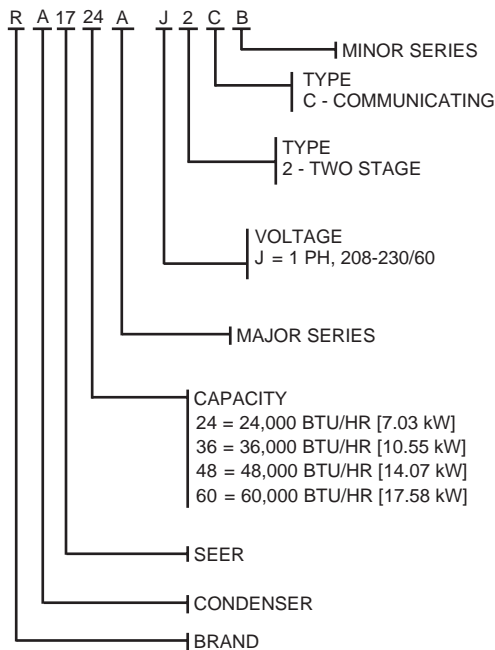 R A 17 24 A J 2 C B
MINOR SERIES
TYPE
C - COMMUNICATING
TYPE
2 - TWO STAGE
VOLTAGE
J = 1 PH, 208-230/60
MAJOR SERIES
CAPACITY
24 = 24,000 BTU/HR [7.03 kW]
36 = 36,000 BTU/HR [10.55 kW]
48 = 48,000 BTU/HR [14.07 kW]
60 = 60,000 BTU/HR [17.58 kW]
SEER
CONDENSER
BRAND